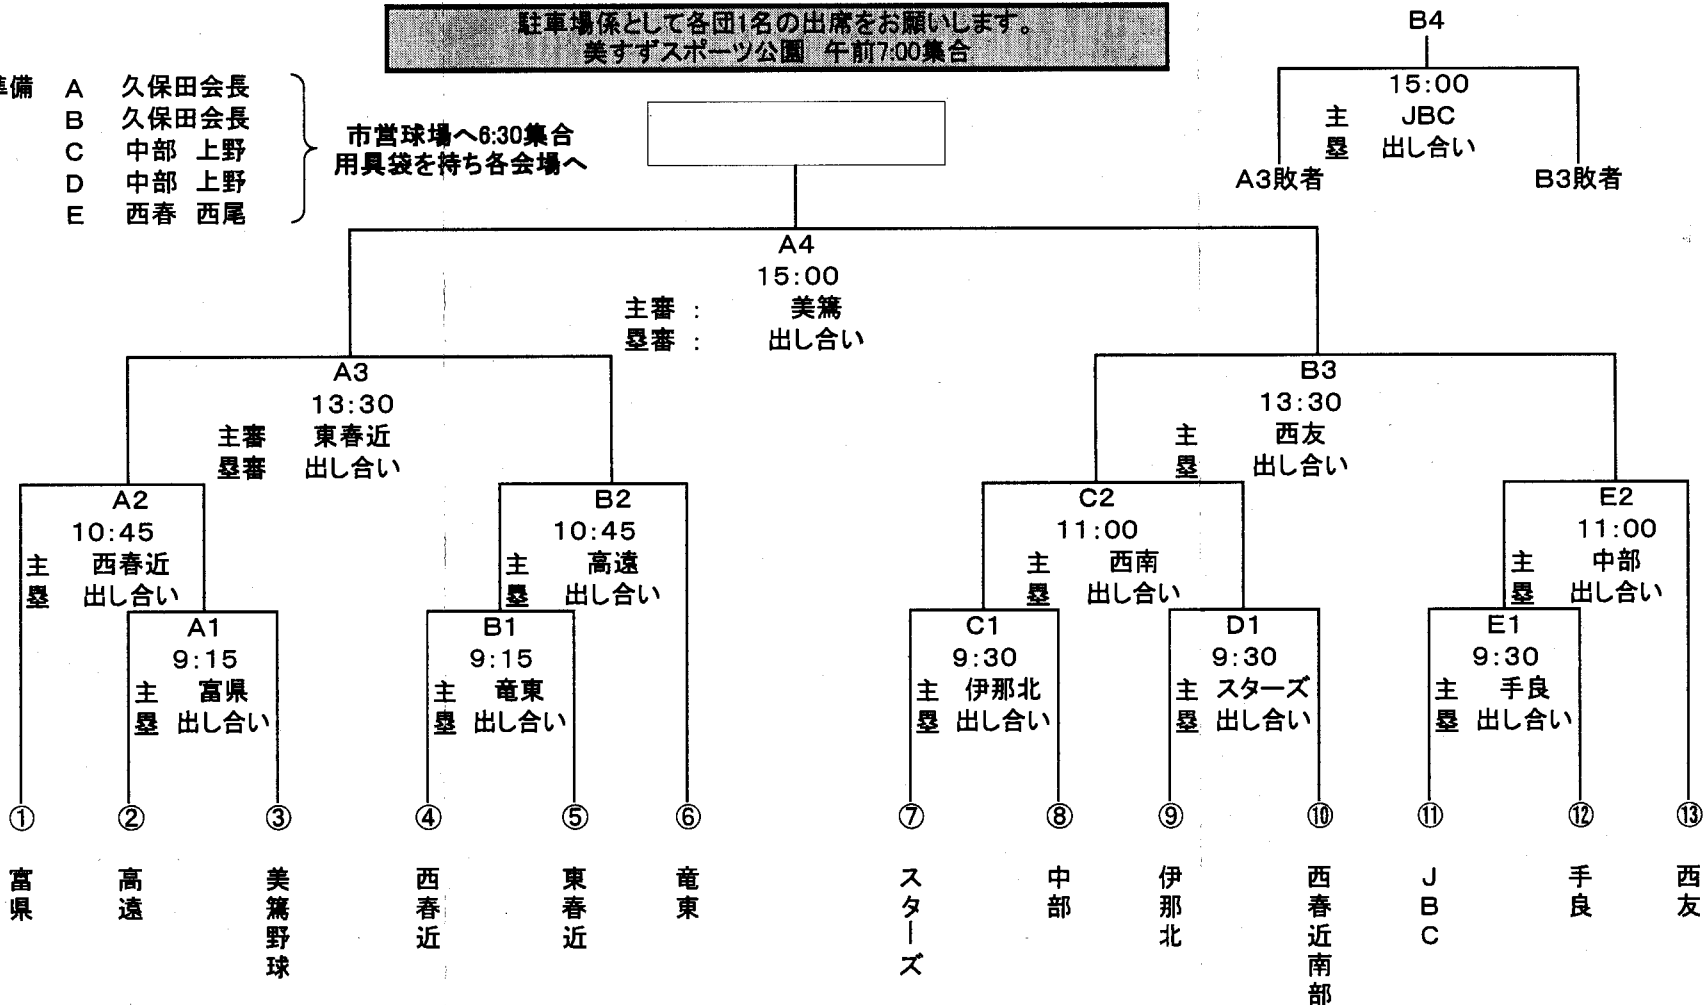 駐車場係として各団1名の出席をお願いします。
美すずスポーツ公園 午前7:00集合
備 A 久保田会長
B 久保田会長
C 中部 上野
D 中部 上野
E 西春 西尾
市営球場へ6:30集合
用具袋を持ち各会場へ
B4
15:00
主 JBC
塁 出し合い
A3敗者 B3敗者
A4
15:00
主審 : 美篶
塁審 : 出し合い
A3
13:30
主審 東春近
塁審 出し合い
B3
13:30
主 西友
塁 出し合い
A2
10:45
主 西春近
塁 出し合い
B2
10:45
主 高遠
塁 出し合い
C2
11:00
主 西南
塁 出し合い
E2
11:00
主 中部
塁 出し合い
A1
9:15
主 富県
塁 出し合い
B1
9:15
主 竜東
塁 出し合い
C1
9:30
主 伊那北
塁 出し合い
D1
9:30
主 スターズ
塁 出し合い
E1
9:30
主 手良
塁 出し合い
① ② ③ ④ ⑤ ⑥ ⑦ ⑧ ⑨ ⑩ ⑪ ⑫ ⑬
富県
高遠
美篶野球
西春近
東春近
竜東
スターズ
中部
伊那北
西春近南部
JBC
手良
西友